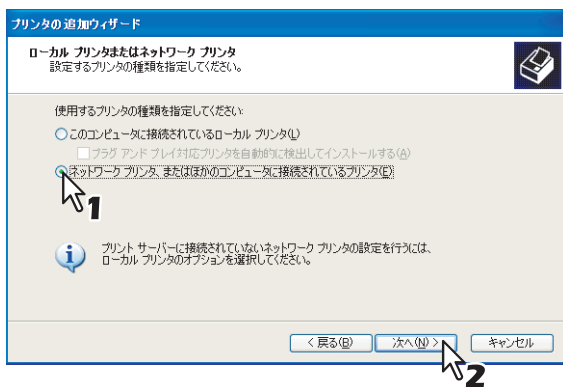 プリンタの追加ウィザード
ローカル プリンタまたはネットワーク プリンタ
設定するプリンタの種類を指定してください。
使用するプリンタの種類を指定してください:
このコンピュータに接続されているローカル プリンタ(L)
プラグ アンド プレイ対応プリンタを自動的に検出してインストールする(A)
ネットワーク プリンタ、またはほかのコンピュータに接続されているプリンタ(E)
1
プリント サーバーに接続されていないネットワーク プリンタの設定を行うには、
ローカル プリンタのオプションを選択してください。
< 戻る(B) 次へ(N) > キャンセル
2